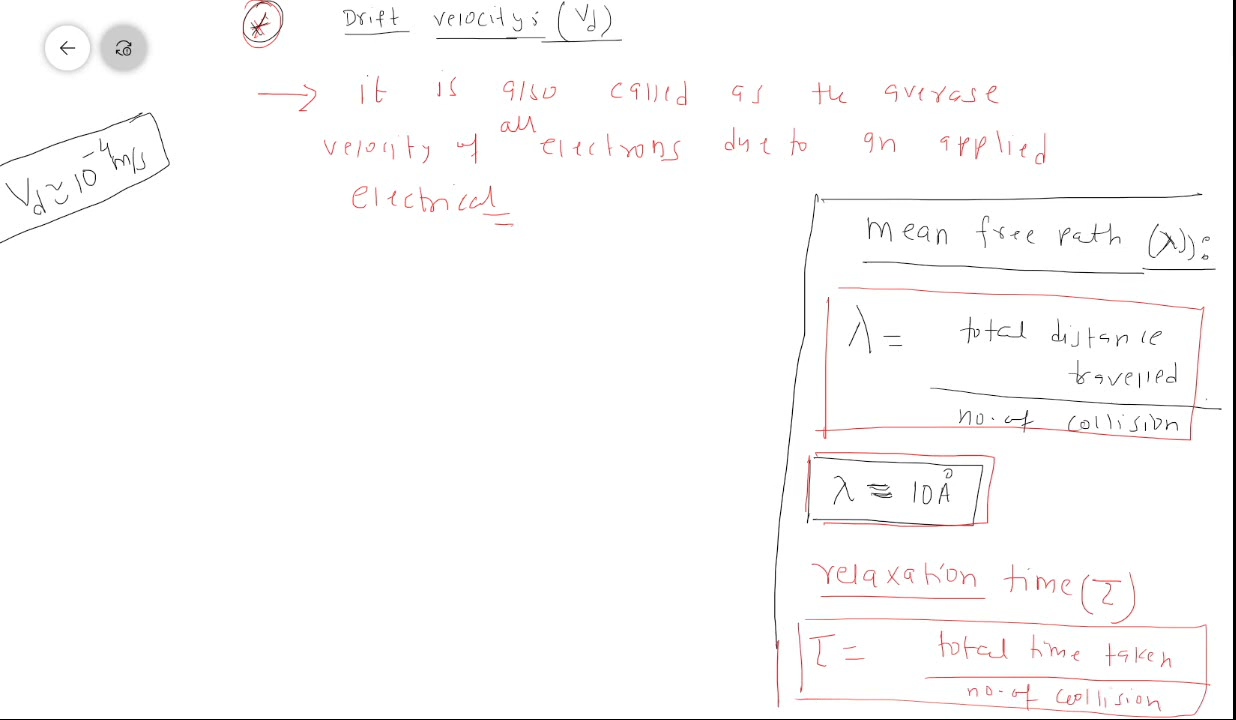 Drift velocity: (Vd)
→ it is also called as the average
velocity of all electrons due to an applied
electrical
Vd ≈ 10⁻⁴ m/s
mean free path (λ):
λ = total distance
travelled
no. of collision
λ ≈ 10 Å
relaxation time (τ)
τ = total time taken
no. of collision